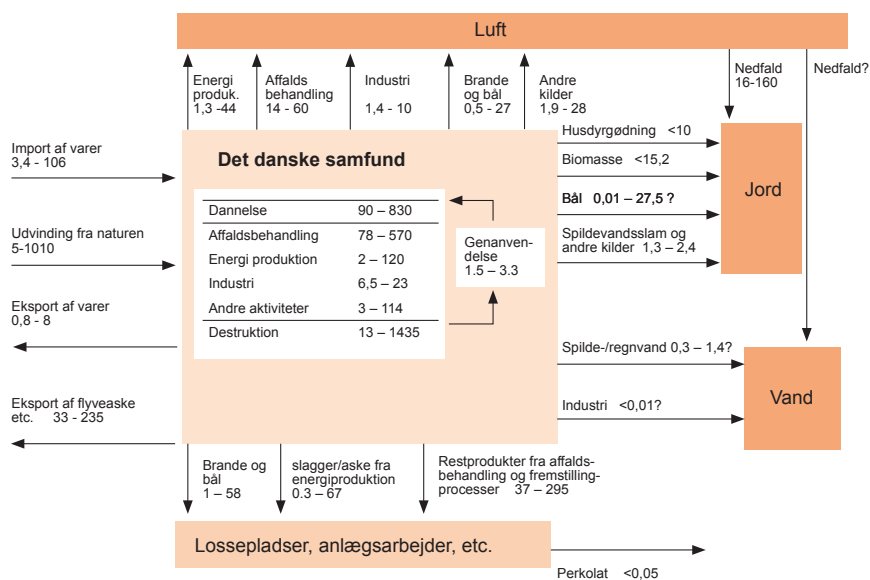 Luft
Energi
produk.
1,3 -44
Affalds
behandling
14 - 60
Industri
1,4 - 10
Brande
og bål
0,5 - 27
Andre
kilder
1,9 - 28
Nedfald
16-160
Nedfald?
Import af varer
3,4 - 106
Udvinding fra naturen
5-1010
Eksport af varer
0,8 - 8
Eksport af flyveaske
etc. 33 - 235
Det danske samfund
Dannelse 90 – 830
Affaldsbehandling 78 – 570
Energi produktion 2 – 120
Industri 6,5 – 23
Andre aktiviteter 3 – 114
Destruktion 13 – 1435
Genanven-
delse
1.5 – 3.3
Husdyrgødning <10
Biomasse <15,2
Bål 0,01 – 27,5 ?
Spildevandsslam og
andre kilder 1,3 – 2,4
Jord
Spilde-/regnvand 0,3 – 1,4?
Industri <0,01?
Vand
Brande og
bål
1 – 58
slagger/aske fra
energiproduktion
0.3 – 67
Restprodukter fra affalds-
behandling og fremstilling-
processer 37 – 295
Lossepladser, anlægsarbejder, etc.
Perkolat <0,05